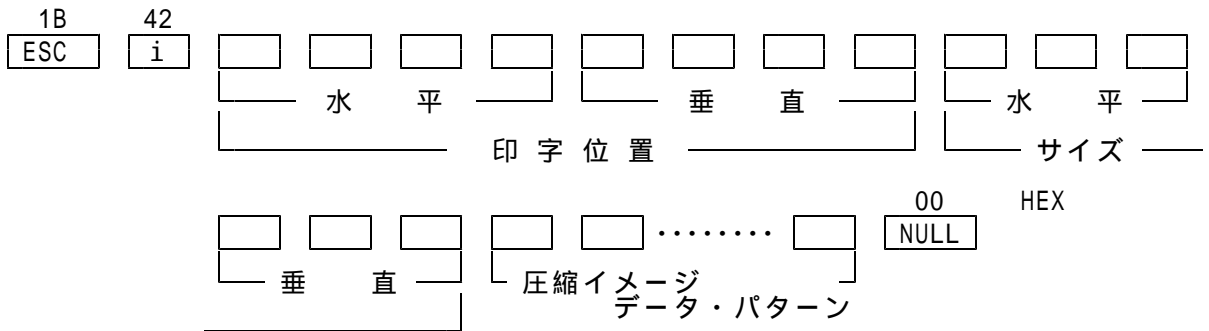 1B 42
ESC i
水 平 垂 直 水 平
印 字 位 置 サイズ
00 HEX
········ NULL
垂 直 圧縮イメージ
データ・パターン